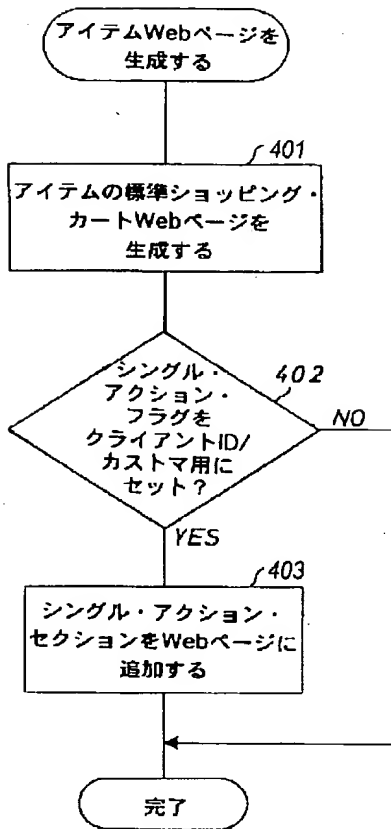 アイテムWebページを
生成する
401
アイテムの標準ショッピング・
カートWebページを
生成する
402
シングル・
アクション・
フラグを
クライアントID/
カストマ用に
セット？
NO
YES
403
シングル・アクション・
セクションをWebページに
追加する
完了